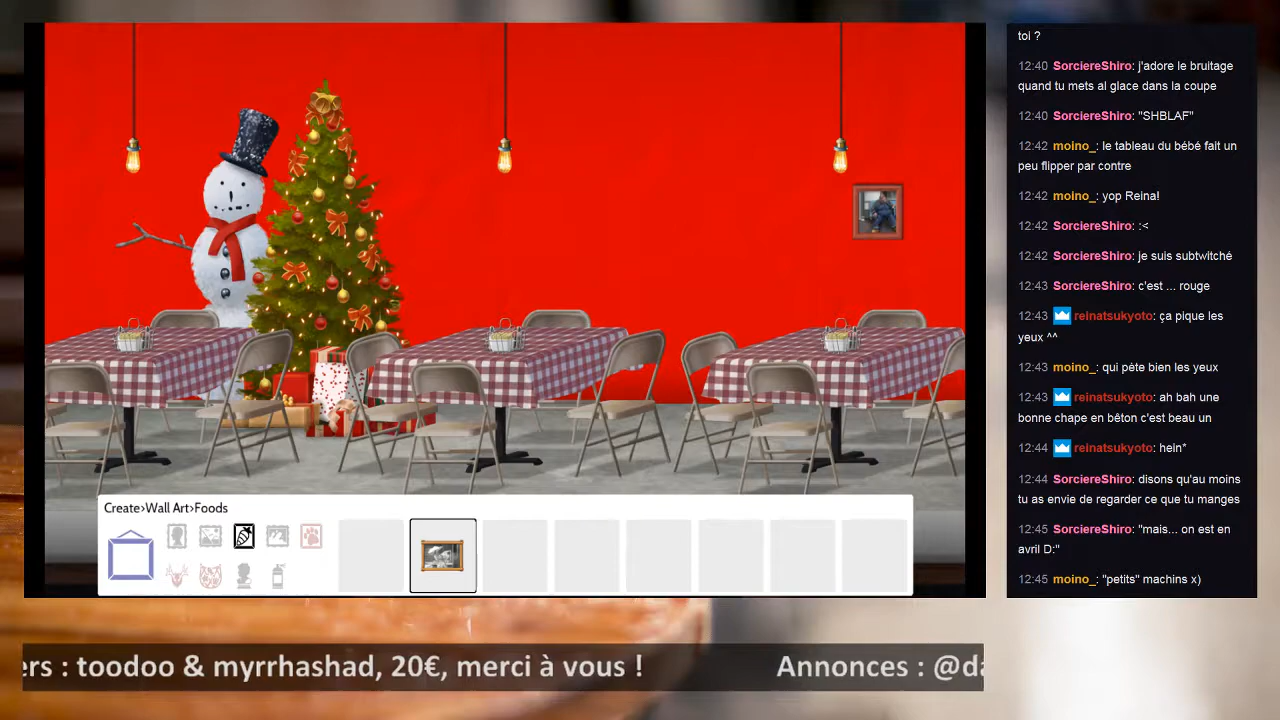 toi ?
12:40 SorciereShiro: j'adore le bruitage
quand tu mets al glace dans la coupe
12:40 SorciereShiro: "SHBLAF"
12:42 moino_: le tableau du bébé fait un
peu flipper par contre
12:42 moino_: yop Reina!
12:42 SorciereShiro: :<
12:42 SorciereShiro: je suis subtwitché
12:43 SorciereShiro: c'est ... rouge
12:43 reinatsukyoto: ça pique les
yeux ^^
12:43 moino_: qui pète bien les yeux
12:43 reinatsukyoto: ah bah une
bonne chape en bêton c'est beau un
12:44 reinatsukyoto: hein*
12:44 SorciereShiro: disons qu'au moins
tu as envie de regarder ce que tu manges
12:45 SorciereShiro: "mais... on est en
avril D:"
12:45 moino_: "petits" machins x)
Create›Wall Art›Foods
ers : toodoo & myrrhashad, 20€, merci à vous ! Annonces : @da